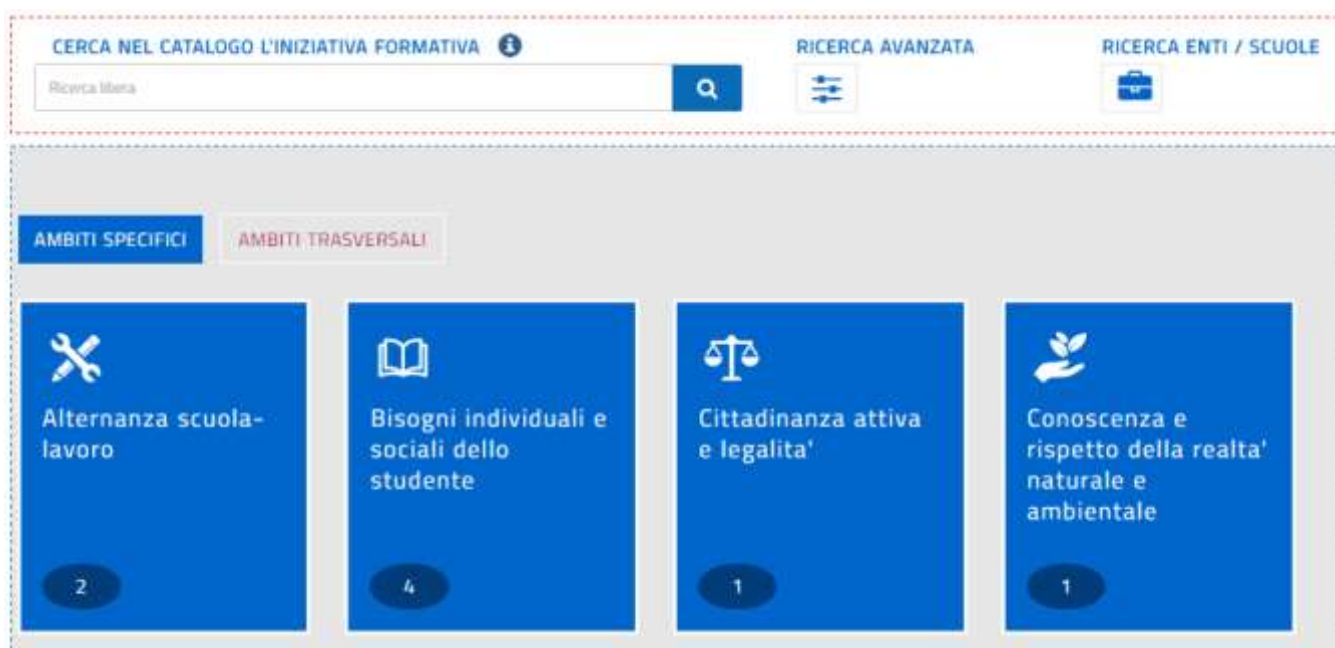 CERCA NEL CATALOGO L'INIZIATIVA FORMATIVA
RICERCA AVANZATA
RICERCA ENTI / SCUOLE
Ricerca libera
AMBITI SPECIFICI
AMBITI TRASVERSALI
Alternanza scuola-
lavoro
2
Bisogni individuali e
sociali dello
studente
4
Cittadinanza attiva
e legalita'
1
Conoscenza e
rispetto della realta'
naturale e
ambientale
1